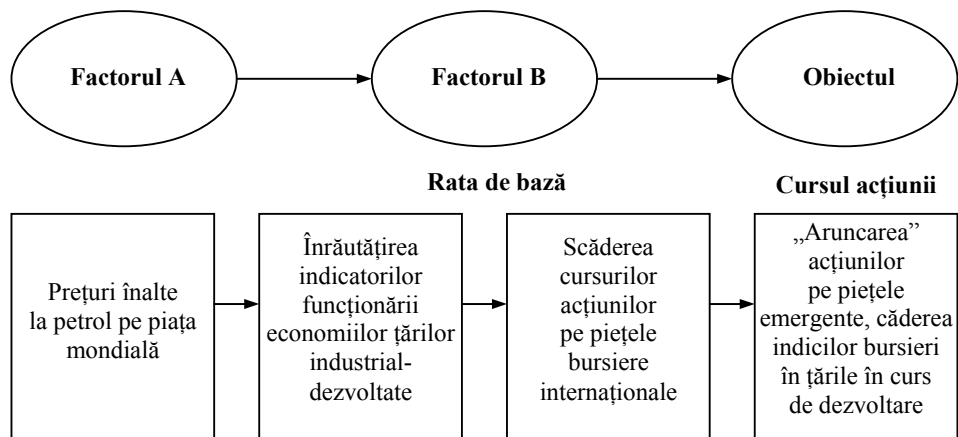 Factorul A
Factorul B
Obiectul
Rata de bază
Cursul acțiunii
Prețuri înalte
la petrol pe piața
mondială
Înrăutățirea
indicatorilor
funcționării
economiilor țărilor
industrial-
dezvoltate
Scăderea
cursurilor
acțiunilor
pe piețele
bursiere
internaționale
„Aruncarea”
acțiunilor
pe piețele
emergente, căderea
indicilor bursieri
în țările în curs
de dezvoltare